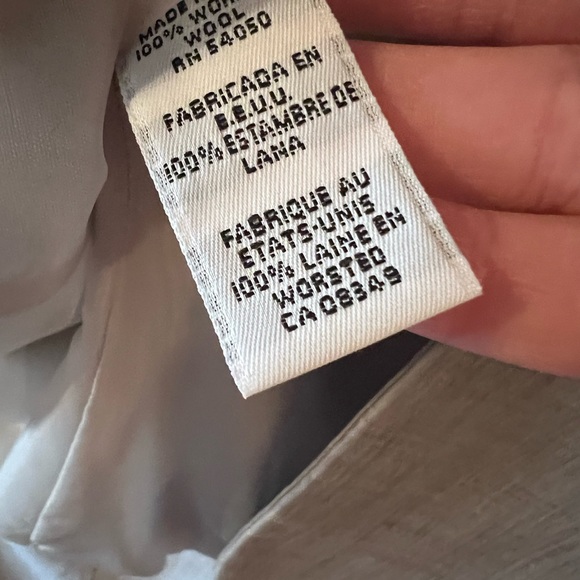 MADE
100% WOR
WOOL
RN 54050
FABRICADA EN
E.E.U.U.
100% ESTAMBRE DE
LANA
FABRIQUE AU
ETATS-UNIS
100% LAINE EN
WORSTED
CA 08349